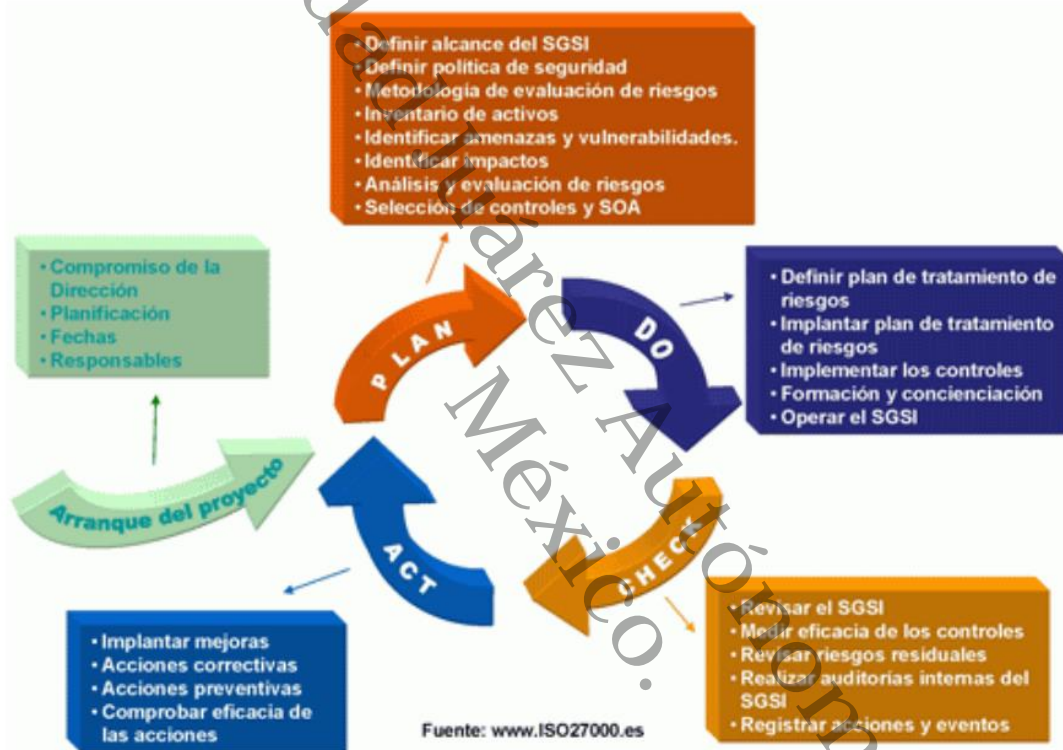 • Definir alcance del SGSI
• Definir política de seguridad
• Metodología de evaluación de riesgos
• Inventario de activos
• Identificar amenazas y vulnerabilidades.
• Identificar impactos
• Análisis y evaluación de riesgos
• Selección de controles y SOA
• Compromiso de la
Dirección
• Planificación
• Fechas
• Responsables
PLAN
DO
• Definir plan de tratamiento de
riesgos
• Implantar plan de tratamiento
de riesgos
• Implementar los controles
• Formación y concienciación
• Operar el SGSI
Arranque del proyecto
ACT
CHECK
• Implantar mejoras
• Acciones correctivas
• Acciones preventivas
• Comprobar eficacia de
las acciones
• Revisar el SGSI
• Medir eficacia de los controles
• Revisar riesgos residuales
• Realizar auditorías internas del
SGSI
• Registrar acciones y eventos
Fuente: www.ISO27000.es
Juárez
México.